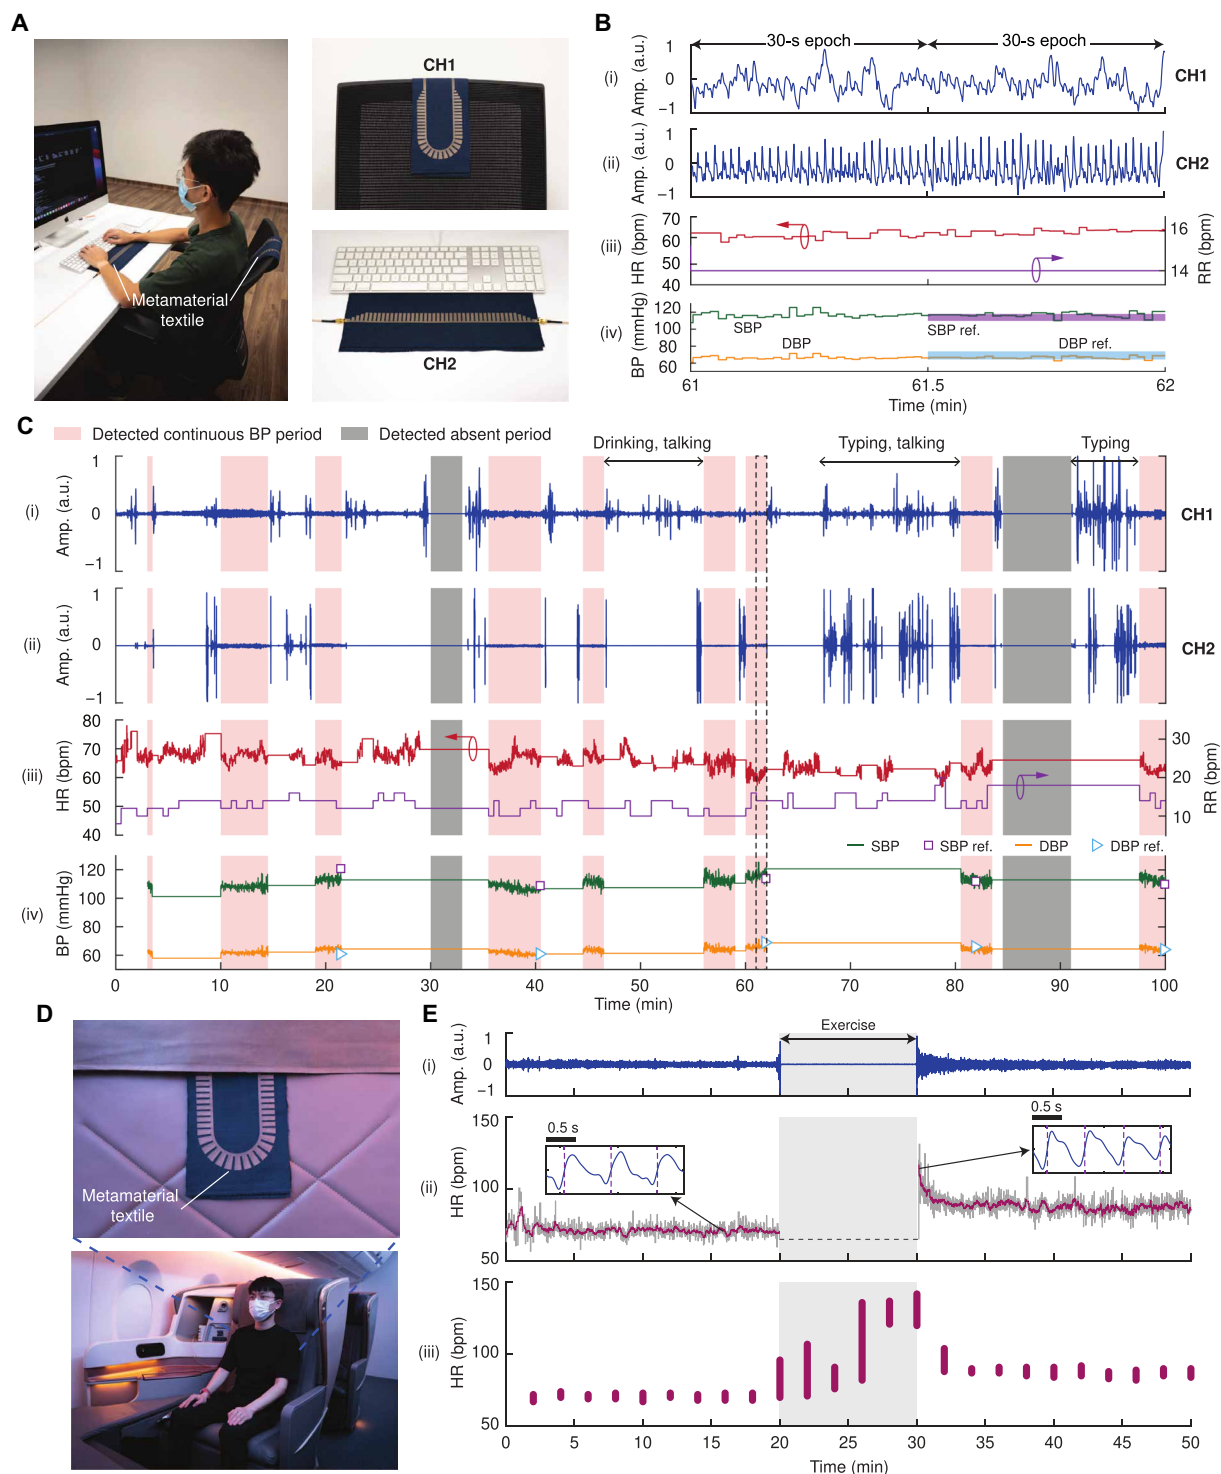 A
CH1
CH2
Metamaterial
textile
B
30-s epoch
30-s epoch
(i)
Amp. (a.u.)
1
0
−1
CH1
(ii)
Amp. (a.u.)
1
0
−1
CH2
(iii)
HR (bpm)
70
60
50
40
16
14
RR (bpm)
(iv)
BP (mmHg)
120
100
80
60
SBP
SBP ref.
DBP
DBP ref.
61
61.5
62
Time (min)
C
Detected continuous BP period
Detected absent period
Drinking, talking
Typing, talking
Typing
(i)
Amp. (a.u.)
1
0
−1
CH1
(ii)
Amp. (a.u.)
1
0
−1
CH2
(iii)
HR (bpm)
80
70
60
50
40
30
20
10
RR (bpm)
SBP
SBP ref.
DBP
DBP ref.
(iv)
BP (mmHg)
120
100
80
60
0 10 20 30 40 50 60 70 80 90 100
Time (min)
D
Metamaterial
textile
E
Exercise
(i)
Amp. (a.u.)
1
0
−1
(ii)
HR (bpm)
150
100
50
0.5 s
0.5 s
(iii)
HR (bpm)
150
100
50
0 5 10 15 20 25 30 35 40 45 50
Time (min)